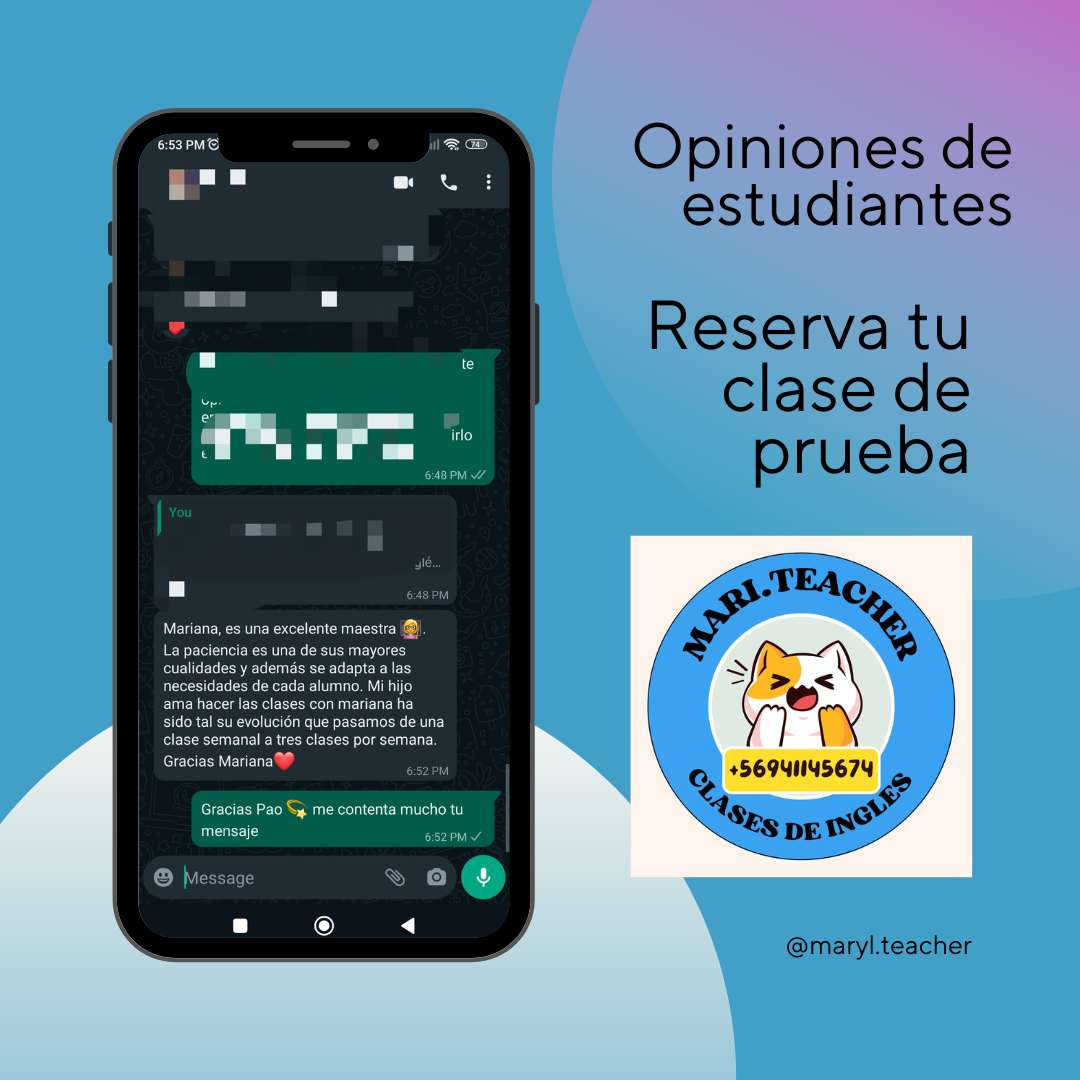 6:53 PM
74
te
irlo
6:48 PM
You
6:48 PM
Mariana, es una excelente maestra 👩‍🏫.
La paciencia es una de sus mayores
cualidades y además se adapta a las
necesidades de cada alumno. Mi hijo
ama hacer las clases con mariana ha
sido tal su evolución que pasamos de una
clase semanal a tres clases por semana.
Gracias Mariana❤️
6:52 PM
Gracias Pao 💫 me contenta mucho tu
mensaje
6:52 PM
Message
Opiniones de
estudiantes
Reserva tu
clase de
prueba
MARI.TEACHER
+56941145674
CLASES DE INGLES
@maryl.teacher